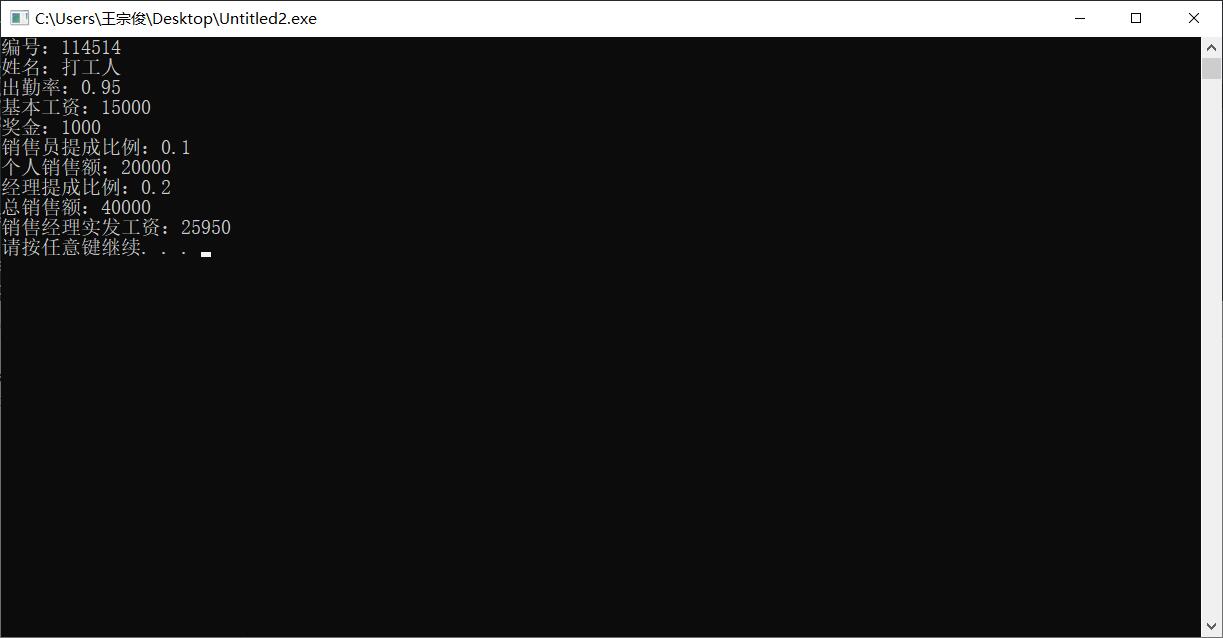 C:\Users\王宗俊\Desktop\Untitled2.exe
编号：114514
姓名：打工人
出勤率：0.95
基本工资：15000
奖金：1000
销售员提成比例：0.1
个人销售额：20000
经理提成比例：0.2
总销售额：40000
销售经理实发工资：25950
请按任意键继续. . .